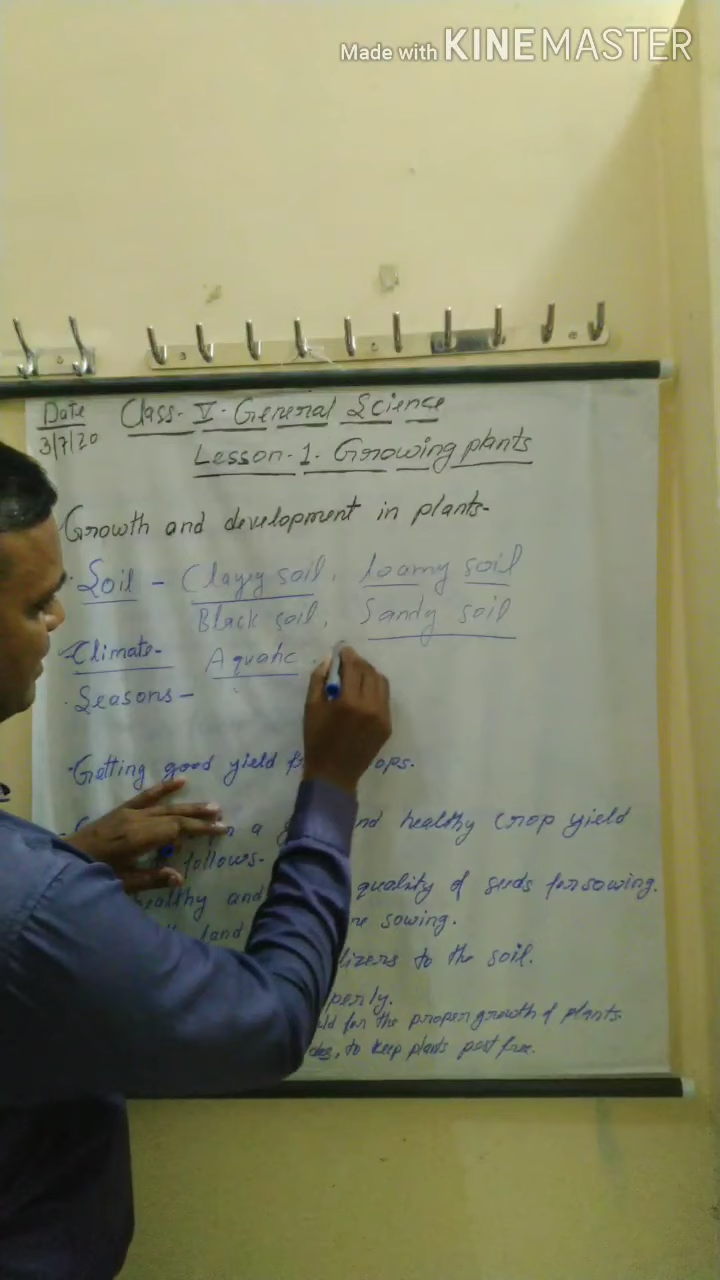 Made with KINEMASTER
Date
3/7/20
Class- V. General Science
Lesson-1. Growing plants
Growth and development in plants-
. Soil - Clayey soil, Loamy soil
Black soil, Sandy soil
Climate- Aquatic
. Seasons-
. Getting good yield
a and healthy crop yield
follows-
healthy and quality of seeds for sowing.
land sowing.
to the soil.
for the proper growth of plants.
, to keep plants pest free.